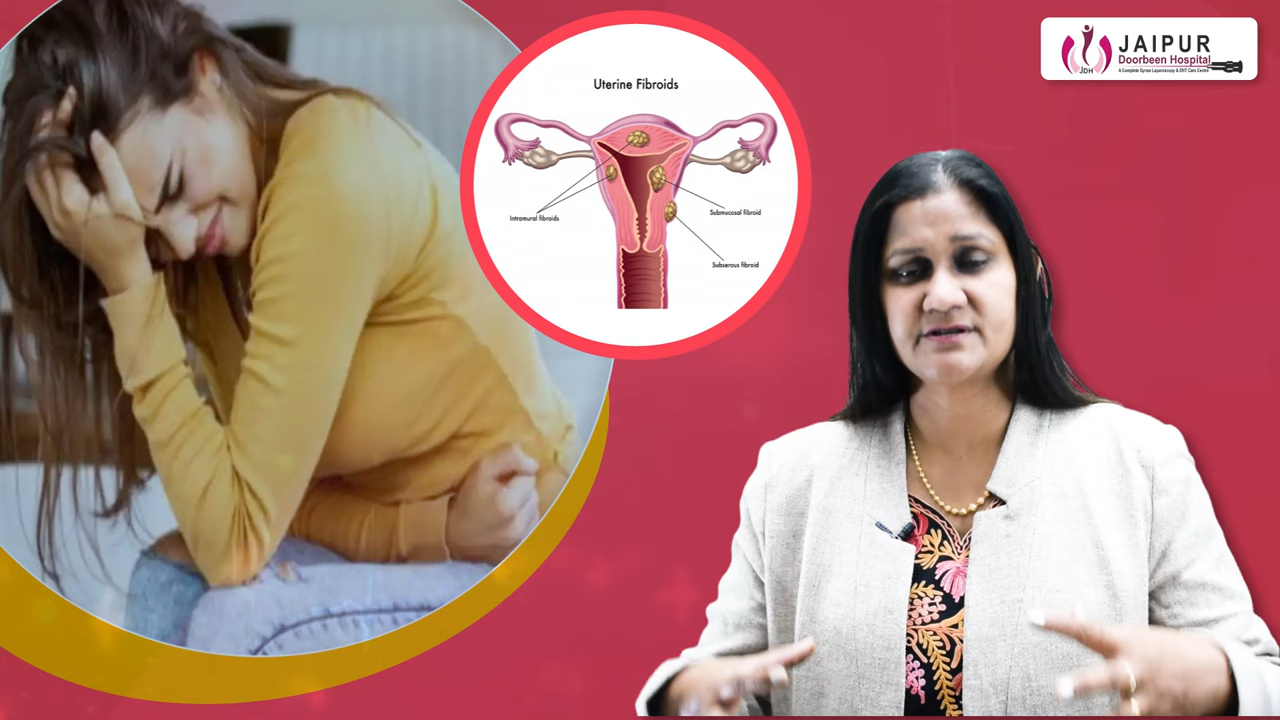 Uterine Fibroids
Intramural fibroids
Submucosal fibroid
Subserous fibroid
JAIPUR
Doorbeen Hospital
A Complete Gynae Laparoscopy & ENT Care Centre
JDH